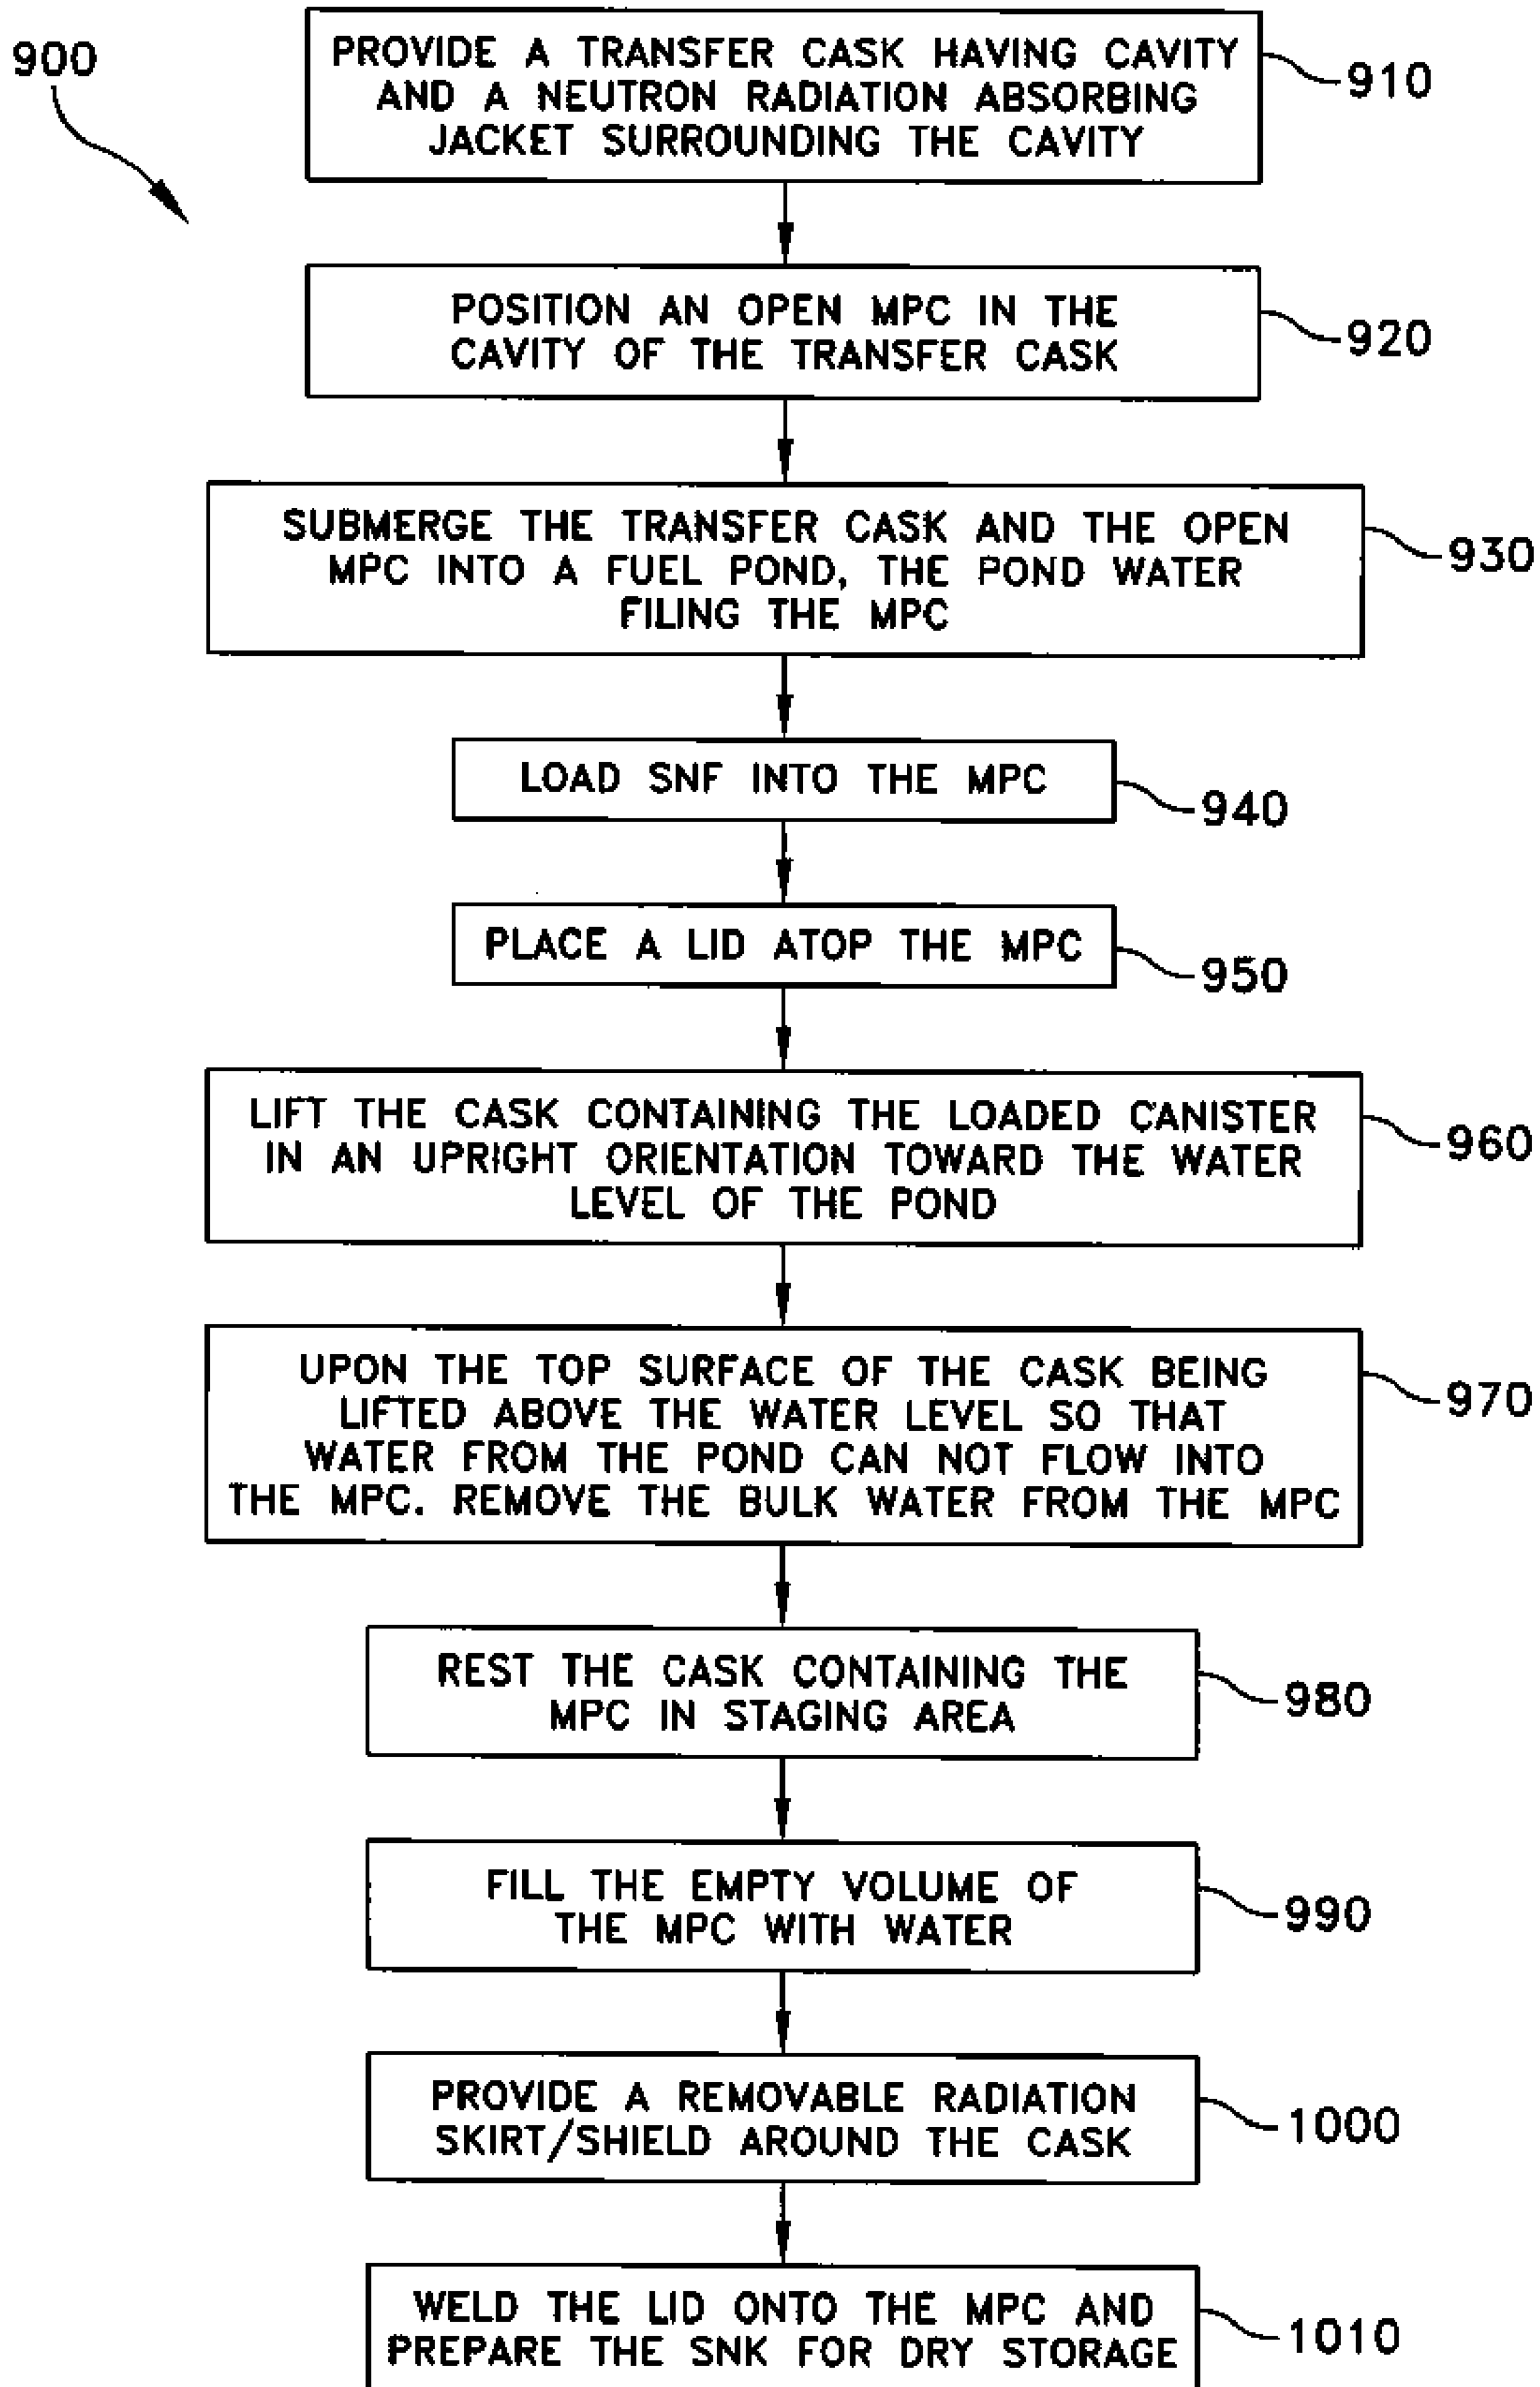 900
PROVIDE A TRANSFER CASK HAVING CAVITY
AND A NEUTRON RADIATION ABSORBING
JACKET SURROUNDING THE CAVITY
910
POSITION AN OPEN MPC IN THE
CAVITY OF THE TRANSFER CASK
920
SUBMERGE THE TRANSFER CASK AND THE OPEN
MPC INTO A FUEL POND, THE POND WATER
FILING THE MPC
930
LOAD SNF INTO THE MPC
940
PLACE A LID ATOP THE MPC
950
LIFT THE CASK CONTAINING THE LOADED CANISTER
IN AN UPRIGHT ORIENTATION TOWARD THE WATER
LEVEL OF THE POND
960
UPON THE TOP SURFACE OF THE CASK BEING
LIFTED ABOVE THE WATER LEVEL SO THAT
WATER FROM THE POND CAN NOT FLOW INTO
THE MPC. REMOVE THE BULK WATER FROM THE MPC
970
REST THE CASK CONTAINING THE
MPC IN STAGING AREA
980
FILL THE EMPTY VOLUME OF
THE MPC WITH WATER
990
PROVIDE A REMOVABLE RADIATION
SKIRT/SHIELD AROUND THE CASK
1000
WELD THE LID ONTO THE MPC AND
PREPARE THE SNK FOR DRY STORAGE
1010